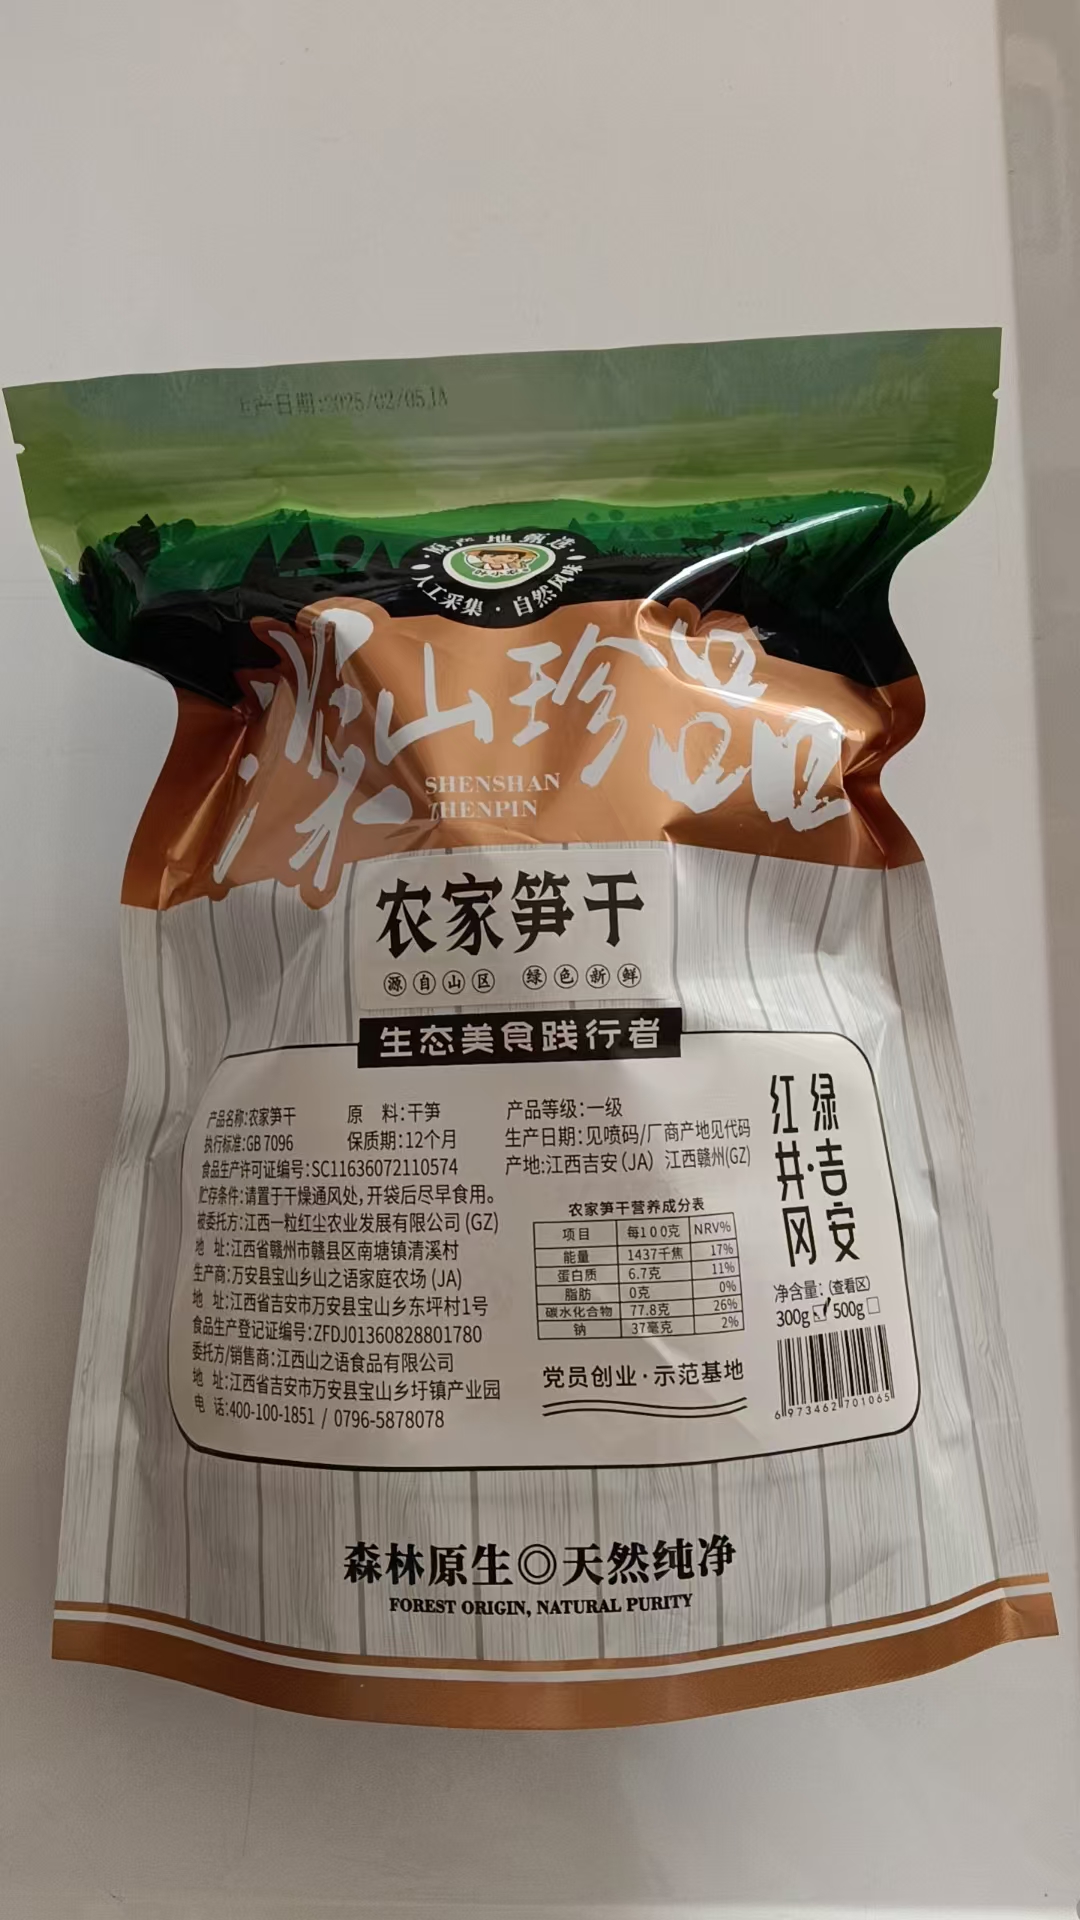 生产日期:2025/02/05JA
·原产地甄选·
叶小农
人工采集·自然风味
深山珍品
SHENSHAN
ZHENPIN
农家笋干
源自山区 绿色新鲜
生态美食践行者
产品名称:农家笋干 原 料:干笋
执行标准:GB 7096 保质期:12个月
食品生产许可证编号:SC11636072110574
贮存条件:请置于干燥通风处,开袋后尽早食用。
被委托方:江西一粒红尘农业发展有限公司 (GZ)
地 址:江西省赣州市赣县区南塘镇清溪村
生产商:万安县宝山乡山之语家庭农场 (JA)
地 址:江西省吉安市万安县宝山乡东坪村1号
食品生产登记证编号:ZFDJ01360828801780
委托方/销售商:江西山之语食品有限公司
地 址:江西省吉安市万安县宝山乡圩镇产业园
电 话:400-100-1851 / 0796-5878078
产品等级:一级
生产日期:见喷码/厂商产地见代码
产地:江西吉安(JA) 江西赣州(GZ)
农家笋干营养成分表
项目 每100克 NRV%
能量 1437千焦 17%
蛋白质 6.7克 11%
脂肪 0克 0%
碳水化合物 77.8克 26%
钠 37毫克 2%
党员创业·示范基地
绿吉安
红井冈
净含量:(查看区)
300g 500g
6973462701065
森林原生◎天然纯净
FOREST ORIGIN, NATURAL PURITY